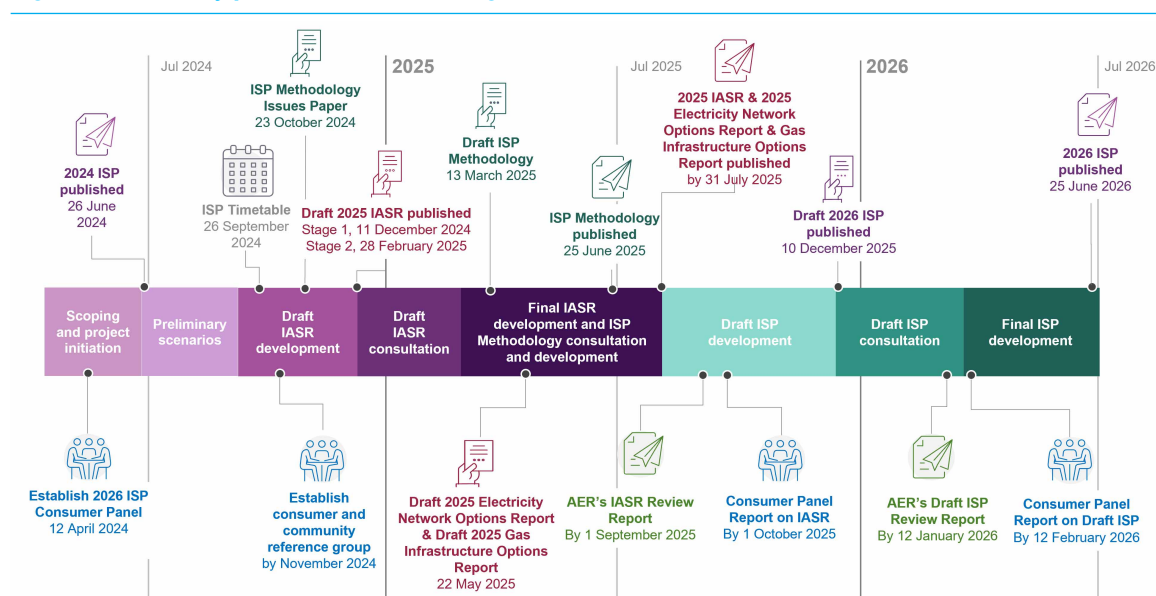 Jul 2024
2025
Jul 2025
2026
Jul 2026
2024 ISP
published
26 June
2024
ISP Timetable
26 September
2024
ISP Methodology
Issues Paper
23 October 2024
Draft 2025 IASR published
Stage 1, 11 December 2024
Stage 2, 28 February 2025
Draft ISP
Methodology
13 March 2025
ISP Methodology
published
25 June 2025
2025 IASR & 2025
Electricity Network
Options Report & Gas
Infrastructure Options
Report published
by 31 July 2025
Draft 2026 ISP
published
10 December 2025
2026 ISP
published
25 June 2026
Scoping
and project
initiation
Preliminary
scenarios
Draft
IASR
development
Draft
IASR
consultation
Final IASR
development and ISP
Methodology consultation
and development
Draft ISP
development
Draft ISP
consultation
Final ISP
development
Establish 2026 ISP
Consumer Panel
12 April 2024
Establish
consumer and
community
reference group
by November 2024
Draft 2025 Electricity
Network Options Report
& Draft 2025 Gas
Infrastructure Options
Report
22 May 2025
AER's IASR Review
Report
By 1 September 2025
Consumer Panel
Report on IASR
By 1 October 2025
AER's Draft ISP
Review Report
By 12 January 2026
Consumer Panel
Report on Draft ISP
By 12 February 2026